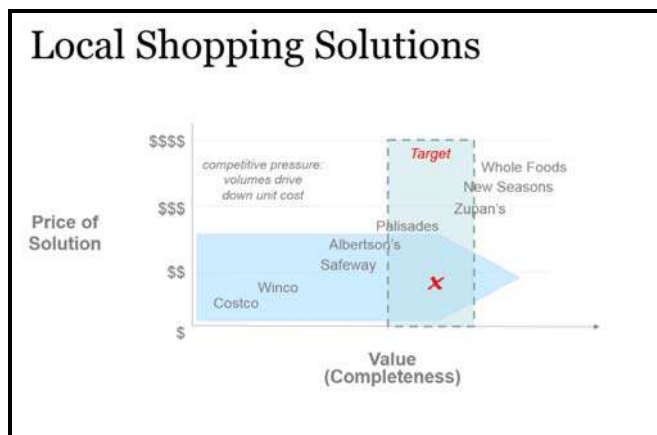 Local Shopping Solutions
$$$$
competitive pressure:
volumes drive
down unit cost
Target
Whole Foods
New Seasons
$$$
Zupan's
Price of
Solution
Palisades
Albertson's
$$
Safeway
x
Winco
Costco
$
Value
(Completeness)